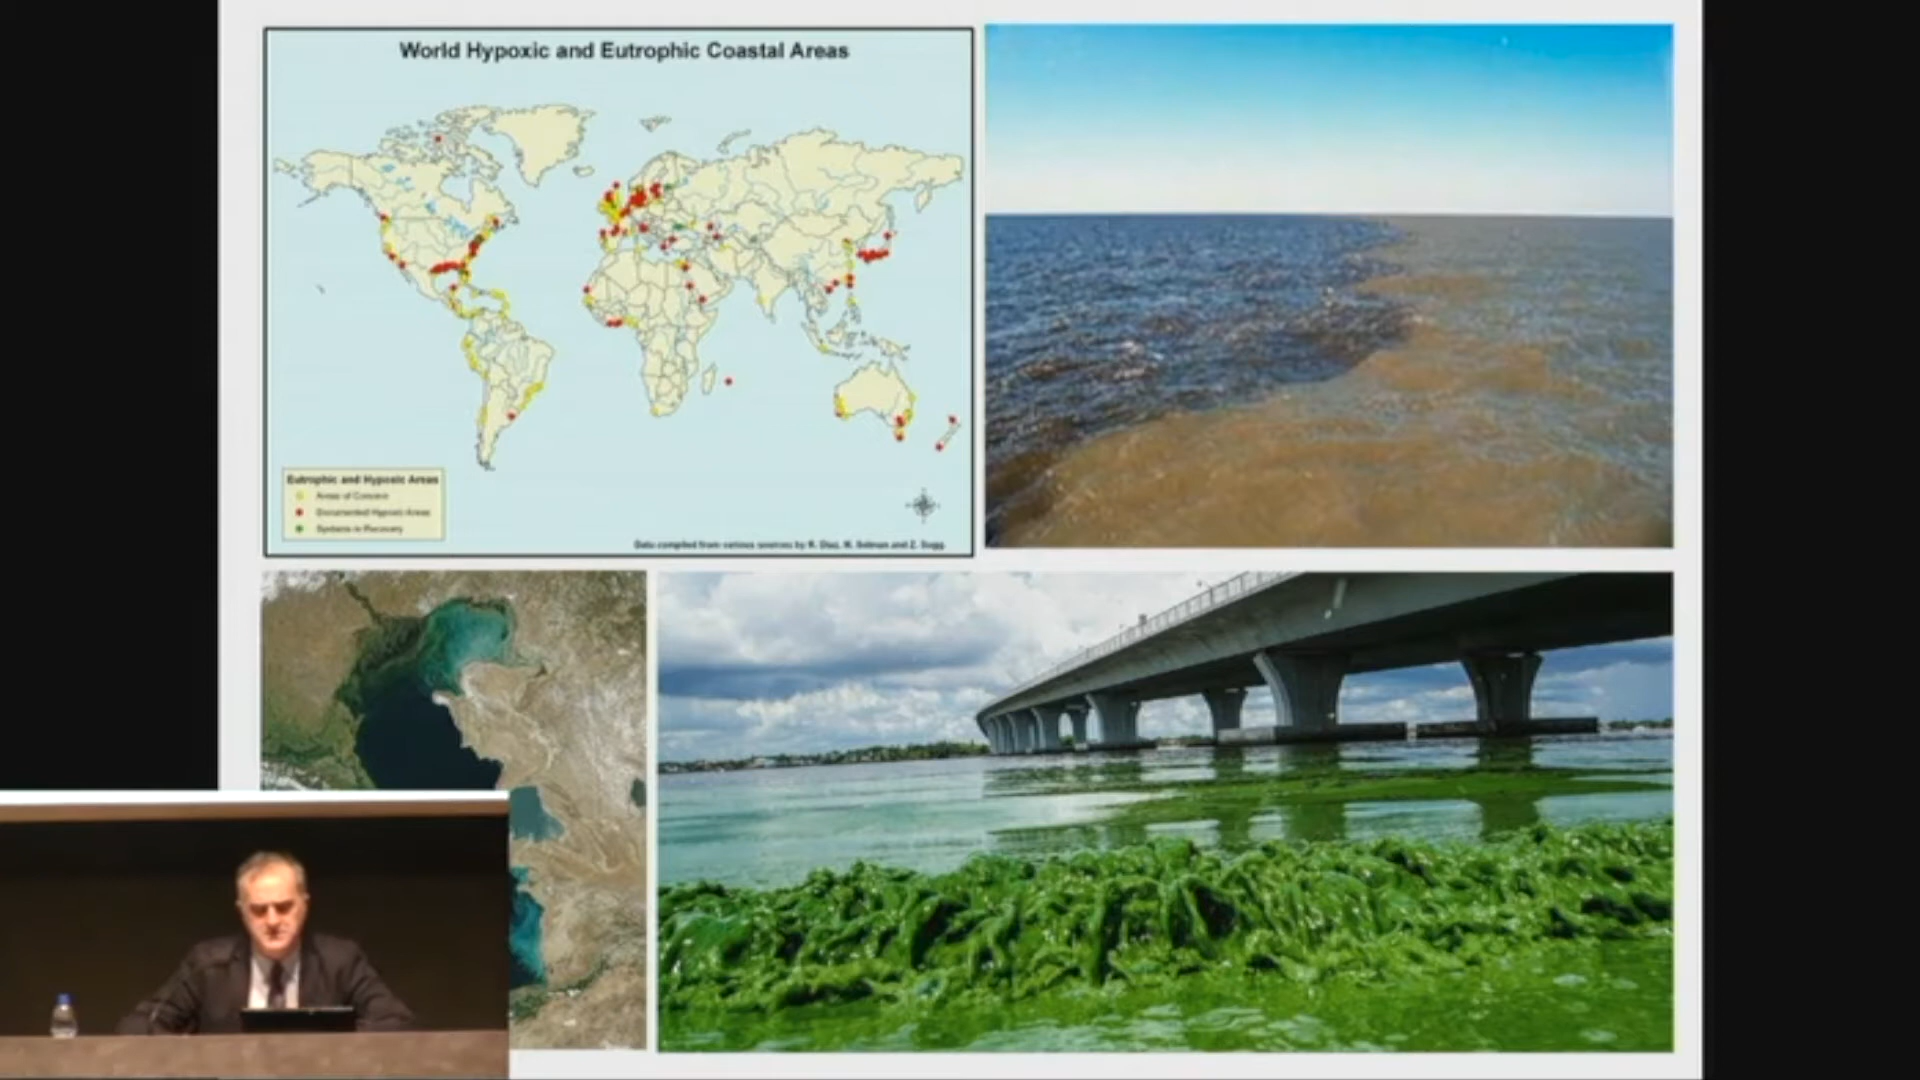 World Hypoxic and Eutrophic Coastal Areas
Eutrophic and Hypoxic Areas
Areas of Concern
Documented Hypoxic Areas
Systems in Recovery
Data compiled from various sources by R. Diaz, M. Selman and Z. Sugg